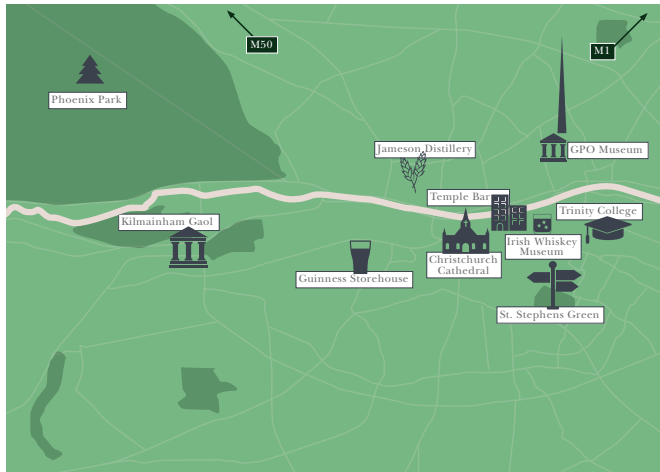 M50
M1
Phoenix Park
Jameson Distillery
GPO Museum
Temple Bar
Trinity College
Kilmainham Gaol
Irish Whiskey
Museum
Christchurch
Cathedral
Guinness Storehouse
St. Stephens Green